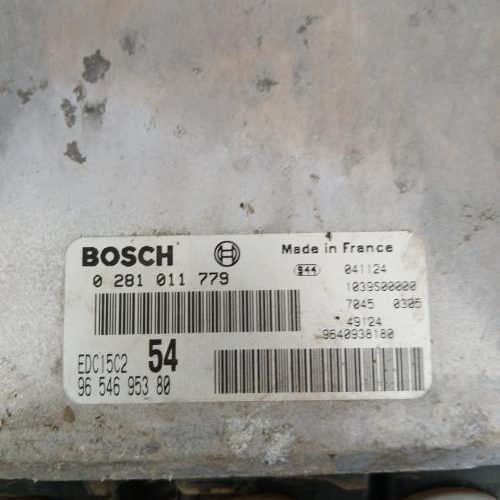 BOSCH
Made in France
0 281 011 779
944 041124
1039S00000
7045 0305
49124
9640938180
EDC15C2 54
96 546 953 80